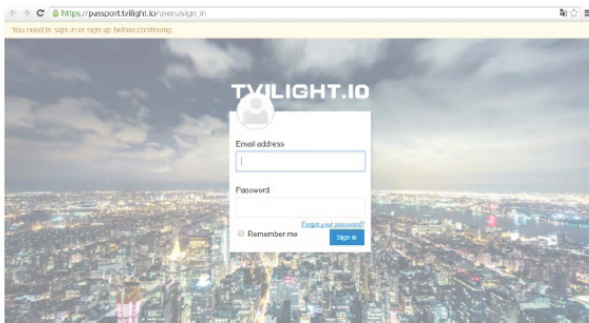 https://passport.tvilight.io/users/sign_in
You need to sign in or sign up before continuing
TVILIGHT.IO
Email address
Password
Forgot your password?
Remember me
Sign in